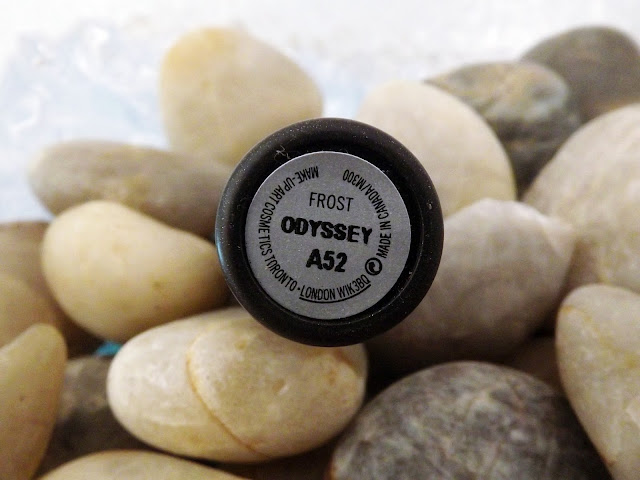 FROST
ODYSSEY
A52
MAKE-UP ART COSMETICS TORONTO • LONDON W1K3BQ
MADE IN CANADA/M300